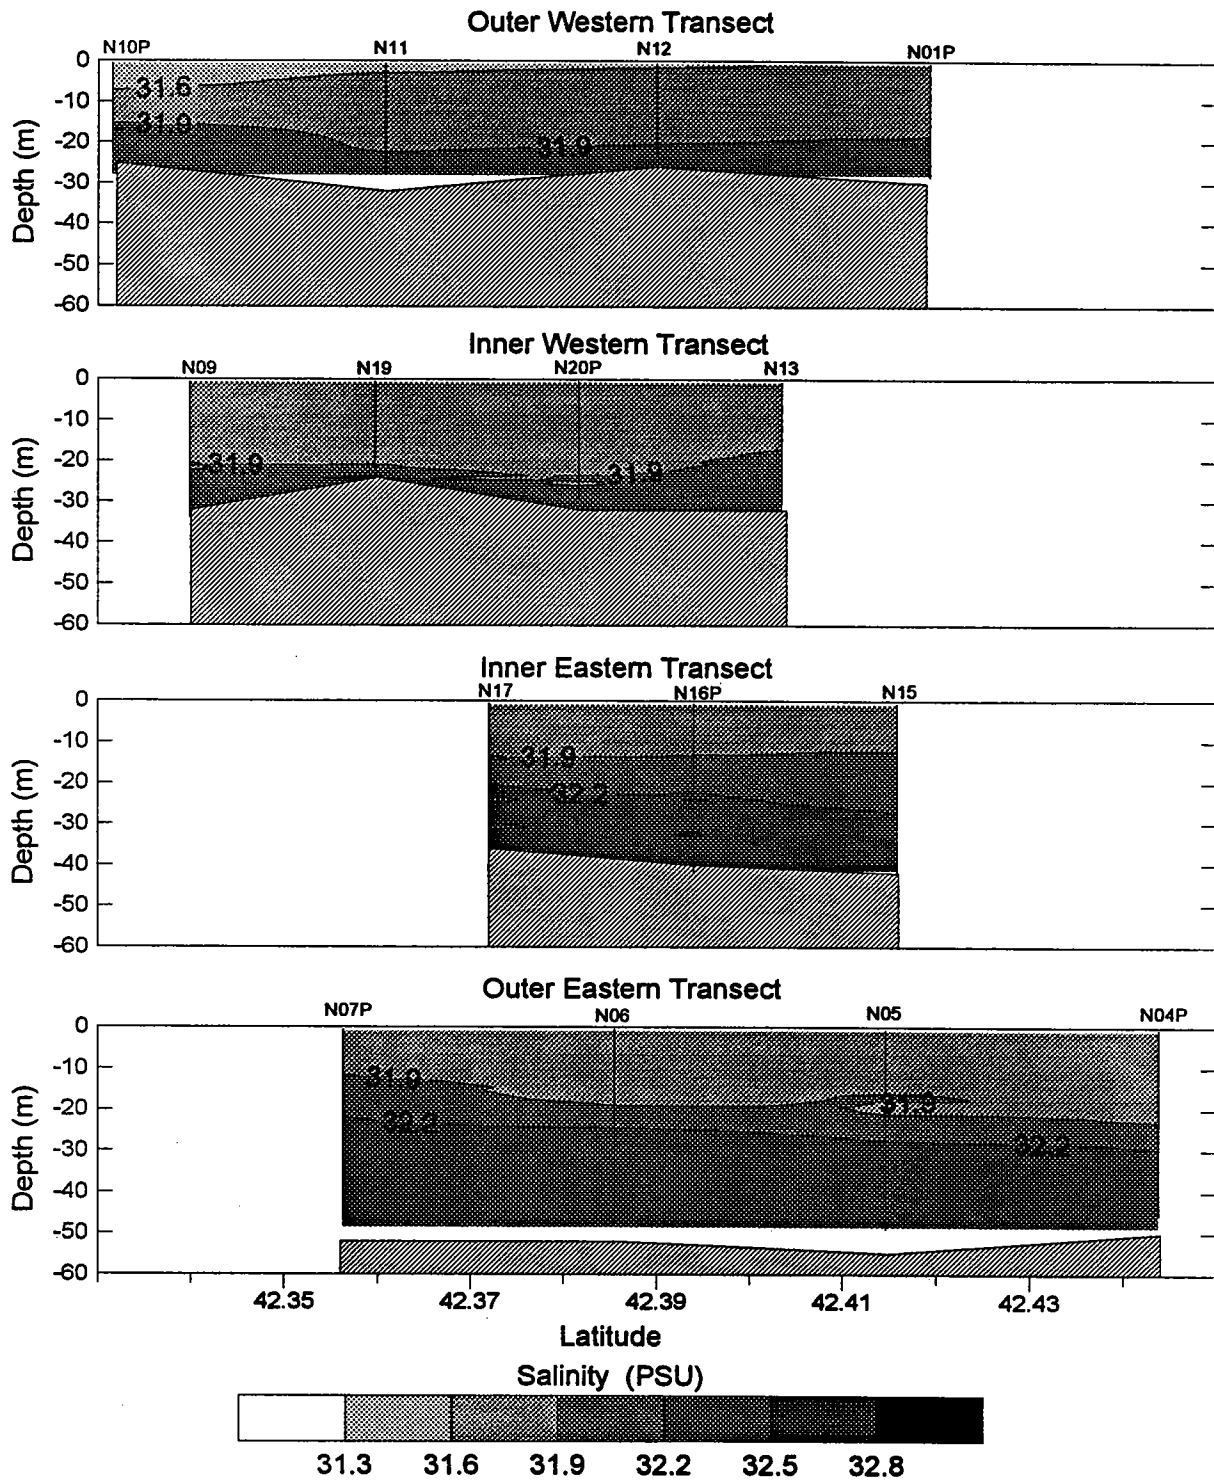 Outer Western Transect
N10P N11 N12 N01P
0
-10
-20
-30
-40
-50
-60
Depth (m)
31.6
31.9
31.9
Inner Western Transect
N09 N19 N20P N13
0
-10
-20
-30
-40
-50
-60
Depth (m)
31.9
31.9
Inner Eastern Transect
N17 N16P N15
0
-10
-20
-30
-40
-50
-60
Depth (m)
31.9
32.2
Outer Eastern Transect
N07P N06 N05 N04P
0
-10
-20
-30
-40
-50
-60
Depth (m)
31.9
31.9
32.2
32.2
42.35 42.37 42.39 42.41 42.43
Latitude
Salinity (PSU)
31.3 31.6 31.9 32.2 32.5 32.8